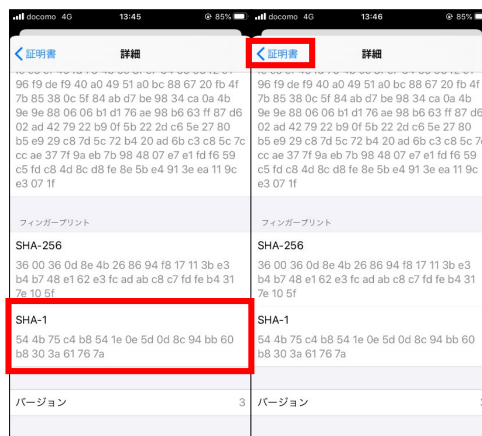 docomo 4G 13:45 85%
証明書 詳細
96 f9 de f9 40 a0 49 51 a0 bc 88 67 20 fb 4f
7b 85 38 0c 5f 84 ab d7 be 98 34 ca 0a 4b
9e 9e 88 06 06 b1 d1 76 ae 98 b6 63 ff 87 d6
02 ad 42 79 22 b9 0f 5b 22 2d c6 5e 27 80
b5 e9 29 c8 7d 5c 72 b4 20 ad 6b c3 c8 5c 7c
cc ae 37 7f 9a eb 7b 98 48 07 e7 e1 fd f6 59
c5 fd c8 4d 8c d8 fe 8e 5b e4 91 3e ea 11 9c
e3 07 1f
フィンガープリント
SHA-256
36 00 36 0d 8e 4b 26 86 94 f8 17 11 3b e3
b4 b7 48 e1 62 e3 fc ad ab c8 c7 fd fe b4 31
7e 10 5f
SHA-1
54 4b 75 c4 b8 54 1e 0e 5d 0d 8c 94 bb 60
b8 30 3a 61 76 7a
バージョン 3
docomo 4G 13:46 85%
証明書 詳細
96 f9 de f9 40 a0 49 51 a0 bc 88 67 20 fb 4f
7b 85 38 0c 5f 84 ab d7 be 98 34 ca 0a 4b
9e 9e 88 06 06 b1 d1 76 ae 98 b6 63 ff 87 d6
02 ad 42 79 22 b9 0f 5b 22 2d c6 5e 27 80
b5 e9 29 c8 7d 5c 72 b4 20 ad 6b c3 c8 5c
cc ae 37 7f 9a eb 7b 98 48 07 e7 e1 fd f6 59
c5 fd c8 4d 8c d8 fe 8e 5b e4 91 3e ea 11 9c
e3 07 1f
フィンガープリント
SHA-256
36 00 36 0d 8e 4b 26 86 94 f8 17 11 3b e3
b4 b7 48 e1 62 e3 fc ad ab c8 c7 fd fe b4 31
7e 10 5f
SHA-1
54 4b 75 c4 b8 54 1e 0e 5d 0d 8c 94 bb 60
b8 30 3a 61 76 7a
バージョン